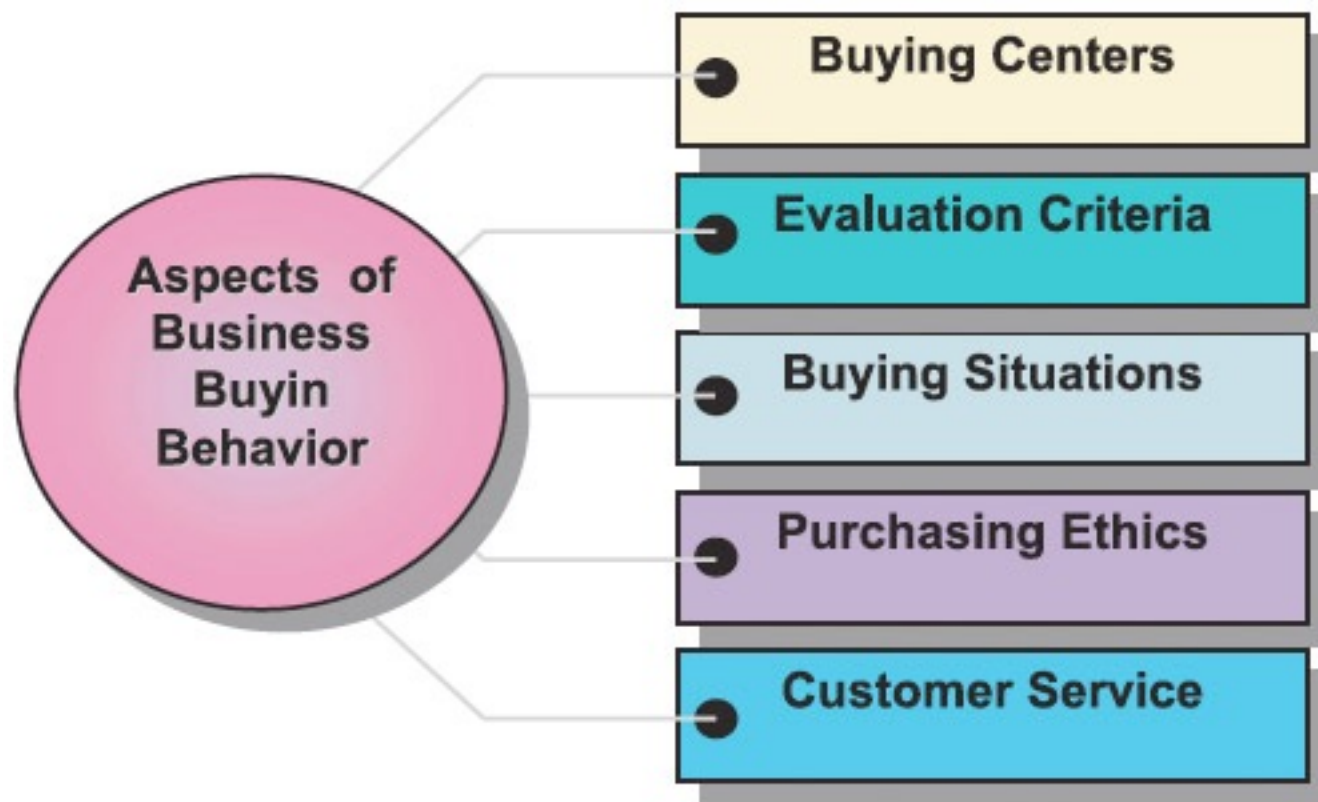 Aspects of
Business
Buyin
Behavior
Buying Centers
Evaluation Criteria
Buying Situations
Purchasing Ethics
Customer Service